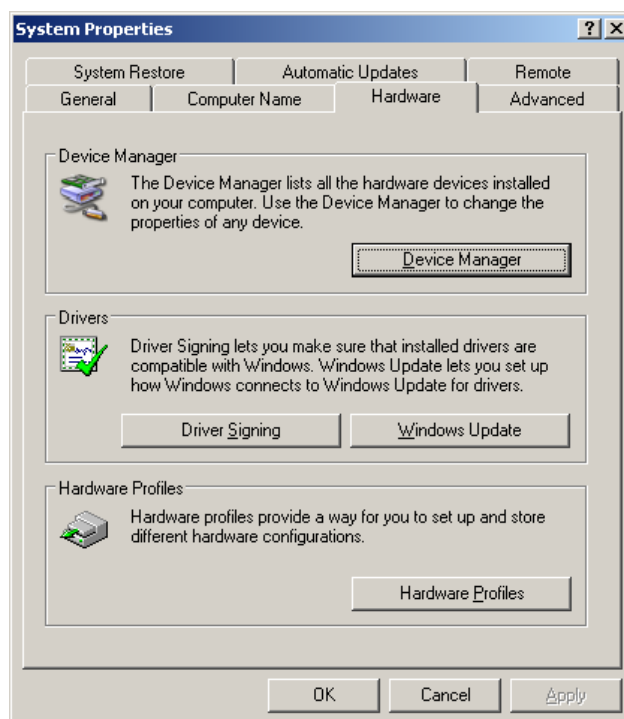 System Properties
System Restore Automatic Updates Remote
General Computer Name Hardware Advanced
Device Manager
The Device Manager lists all the hardware devices installed
on your computer. Use the Device Manager to change the
properties of any device.
Device Manager
Drivers
Driver Signing lets you make sure that installed drivers are
compatible with Windows. Windows Update lets you set up
how Windows connects to Windows Update for drivers.
Driver Signing Windows Update
Hardware Profiles
Hardware profiles provide a way for you to set up and store
different hardware configurations.
Hardware Profiles
OK Cancel Apply